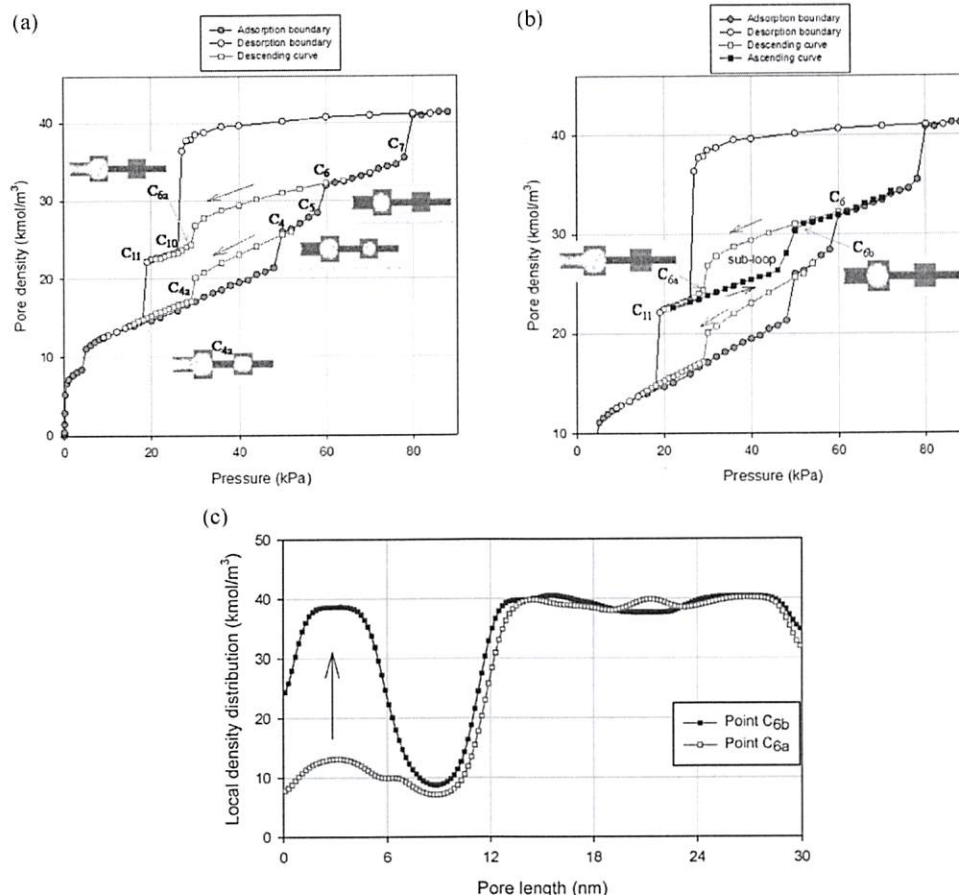 (a)
Adsorption boundary
Desorption boundary
Descending curve
Pore density (kmol/m³)
40
30
20
10
0
0 20 40 60 80
Pressure (kPa)
C7
C6
C6a
C5
C4
C10
C11
C4a
C4a
(b)
Adsorption boundary
Desorption boundary
Descending curve
Ascending curve
Pore density (kmol/m³)
40
30
20
10
0 20 40 60 80
Pressure (kPa)
C6
C6b
sub-loop
C6a
C11
(c)
Local density distribution (kmol/m³)
50
40
30
20
10
0
Point C6b
Point C6a
0 6 12 18 24 30
Pore length (nm)